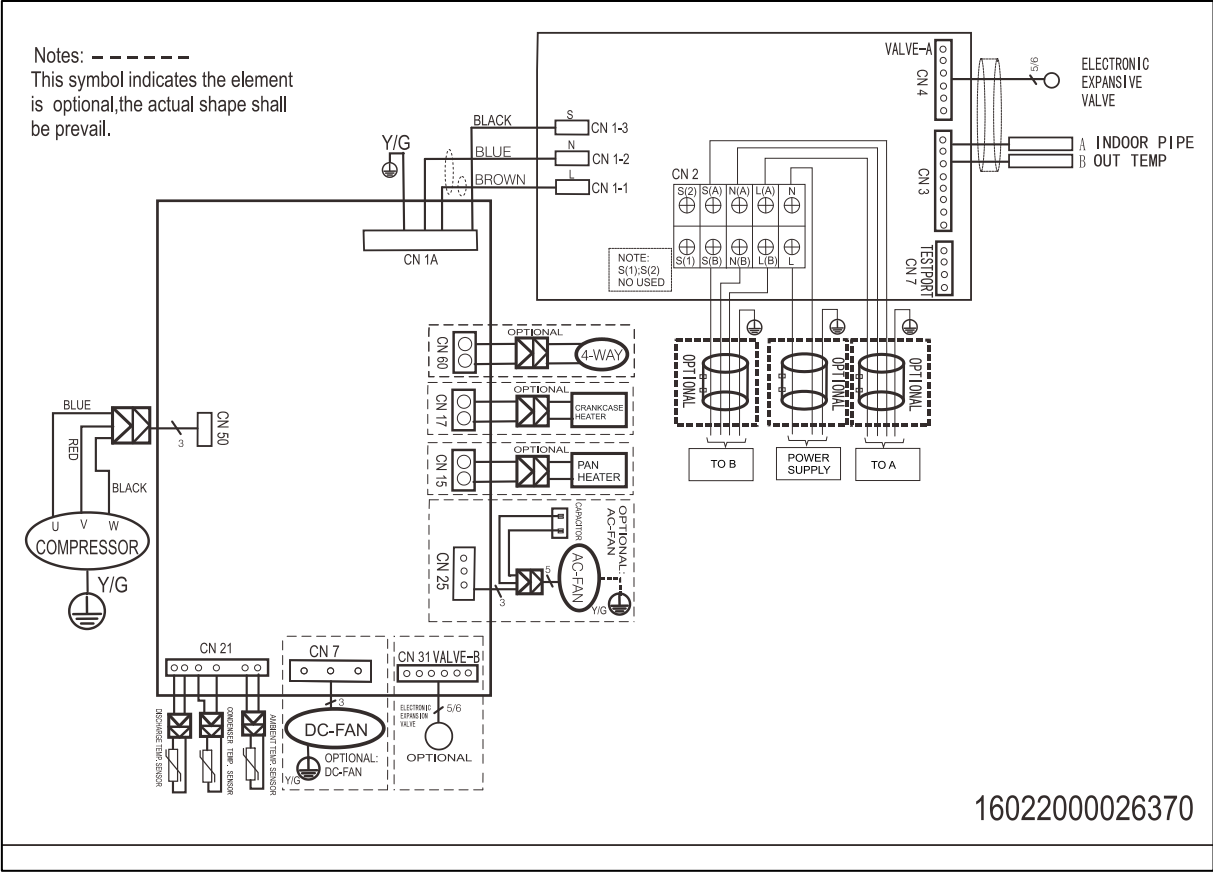 Notes:
This symbol indicates the element
is optional,the actual shape shall
be prevail.
Y/G
BLACK
BLUE
BROWN
S
N
L
CN 1-3
CN 1-2
CN 1-1
CN 1A
VALVE-A
CN 4
5/6
ELECTRONIC
EXPANSIVE
VALVE
A INDOOR PIPE
B OUT TEMP
CN 3
TESTPORT
CN 7
CN 2
S(2) S(A) N(A) L(A) N
S(1) S(B) N(B) L(B) L
NOTE:
S(1);S(2)
NO USED
OPTIONAL
OPTIONAL
OPTIONAL
TO B
POWER
SUPPLY
TO A
CN 60
OPTIONAL
4-WAY
CN 17
OPTIONAL
CRANKCASE
HEATER
CN 15
OPTIONAL
PAN
HEATER
CN 25
3
CAPACITOR
5
AC-FAN
OPTIONAL:
AC-FAN
Y/G
BLUE
RED
BLACK
3
CN 50
U V W
COMPRESSOR
Y/G
CN 21
DISCHARGE TEMP. SENSOR
CONDENSER TEMP. SENSOR
AMBIENT TEMP. SENSOR
CN 7
3
DC-FAN
OPTIONAL:
DC-FAN
Y/G
CN 31 VALVE-B
ELECTRONIC
EXPANSION
VALVE
5/6
OPTIONAL
16022000026370